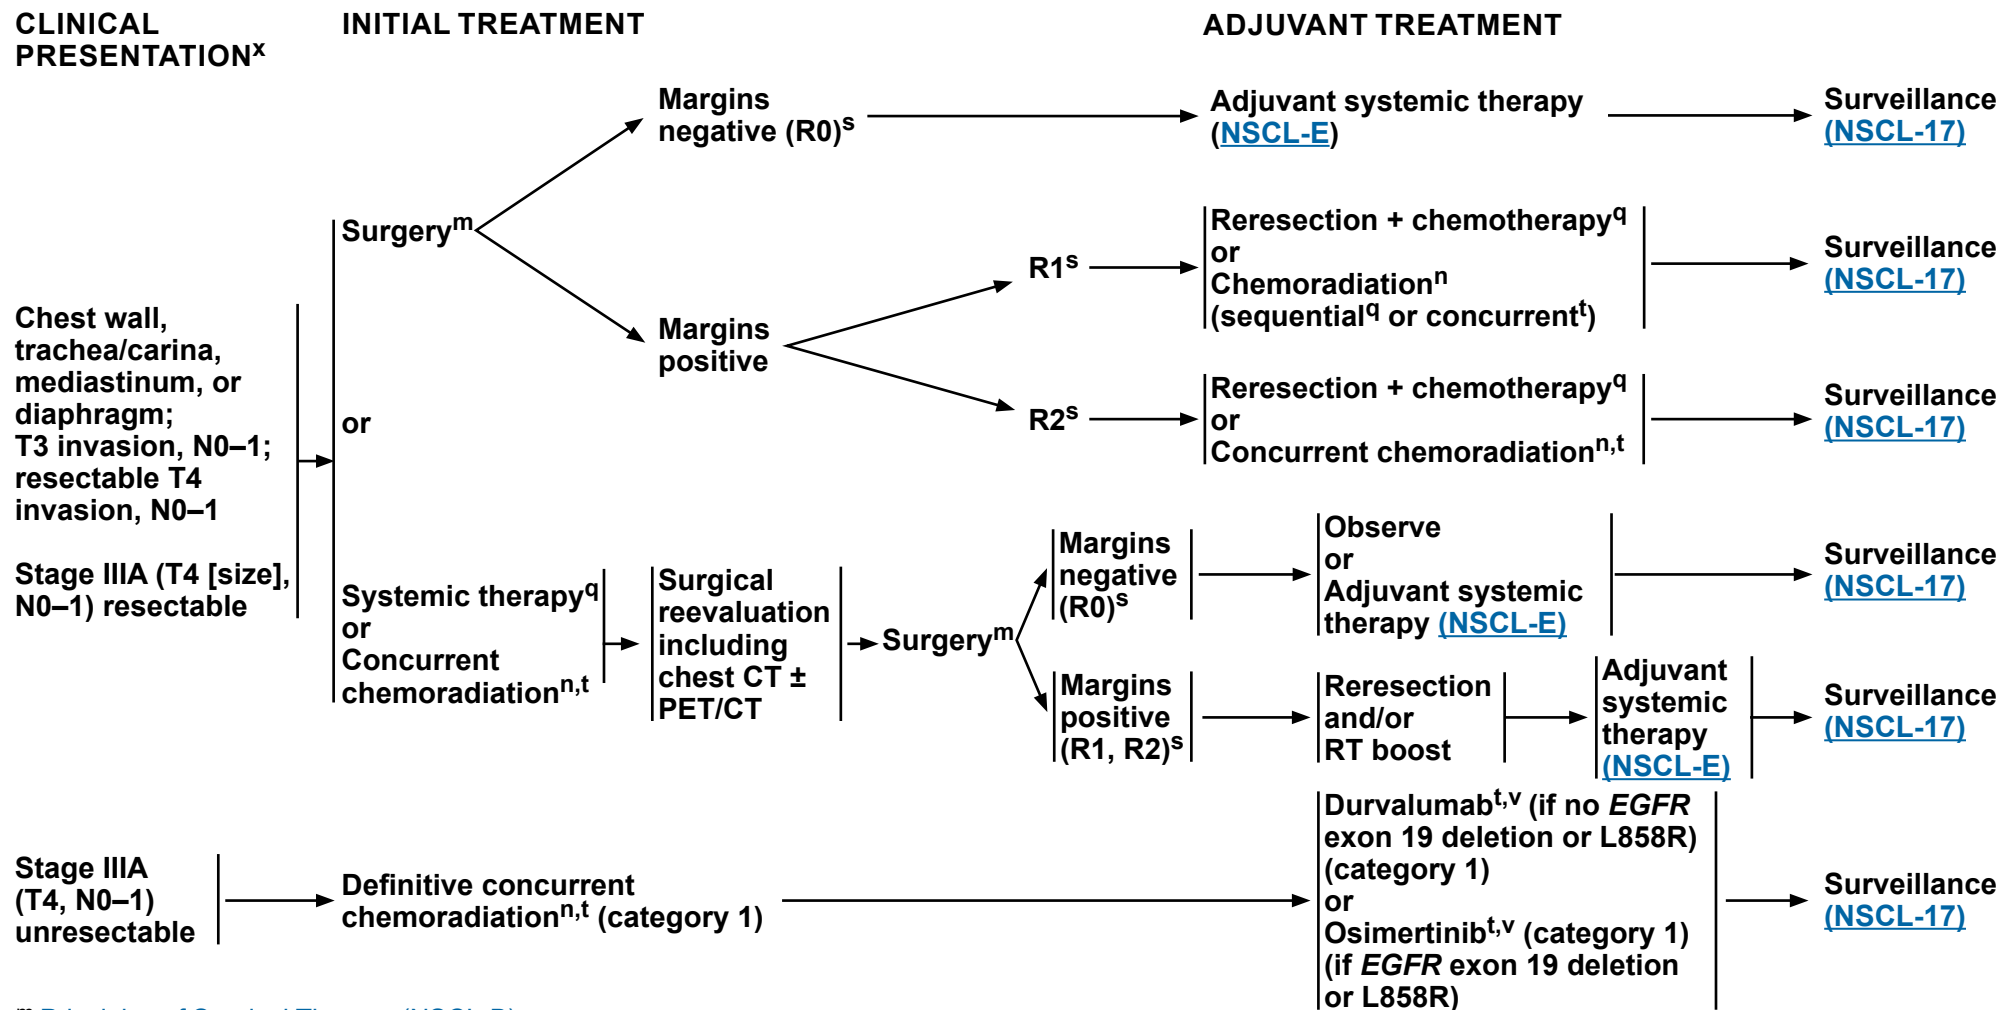 CLINICAL
PRESENTATIONx
INITIAL TREATMENT
ADJUVANT TREATMENT
Margins
negative (R0)s
Adjuvant systemic therapy
(NSCL-E)
Surveillance
(NSCL-17)
Surgerym
Margins
positive
R1s
Reresection + chemotherapyq
or
Chemoradiationn
(sequentialq or concurrentt)
Surveillance
(NSCL-17)
R2s
Reresection + chemotherapyq
or
Concurrent chemoradiationn,t
Surveillance
(NSCL-17)
Chest wall,
trachea/carina,
mediastinum, or
diaphragm;
T3 invasion, N0–1;
resectable T4
invasion, N0–1
Stage IIIA (T4 [size],
N0–1) resectable
or
Systemic therapyq
or
Concurrent
chemoradiationn,t
Surgical
reevaluation
including
chest CT ±
PET/CT
Surgerym
Margins
negative
(R0)s
Observe
or
Adjuvant systemic
therapy (NSCL-E)
Surveillance
(NSCL-17)
Margins
positive
(R1, R2)s
Reresection
and/or
RT boost
Adjuvant
systemic
therapy
(NSCL-E)
Surveillance
(NSCL-17)
Stage IIIA
(T4, N0–1)
unresectable
Definitive concurrent
chemoradiationn,t (category 1)
Durvalumabt,v (if no EGFR
exon 19 deletion or L858R)
(category 1)
or
Osimertinibt,v (category 1)
(if EGFR exon 19 deletion
or L858R)
Surveillance
(NSCL-17)